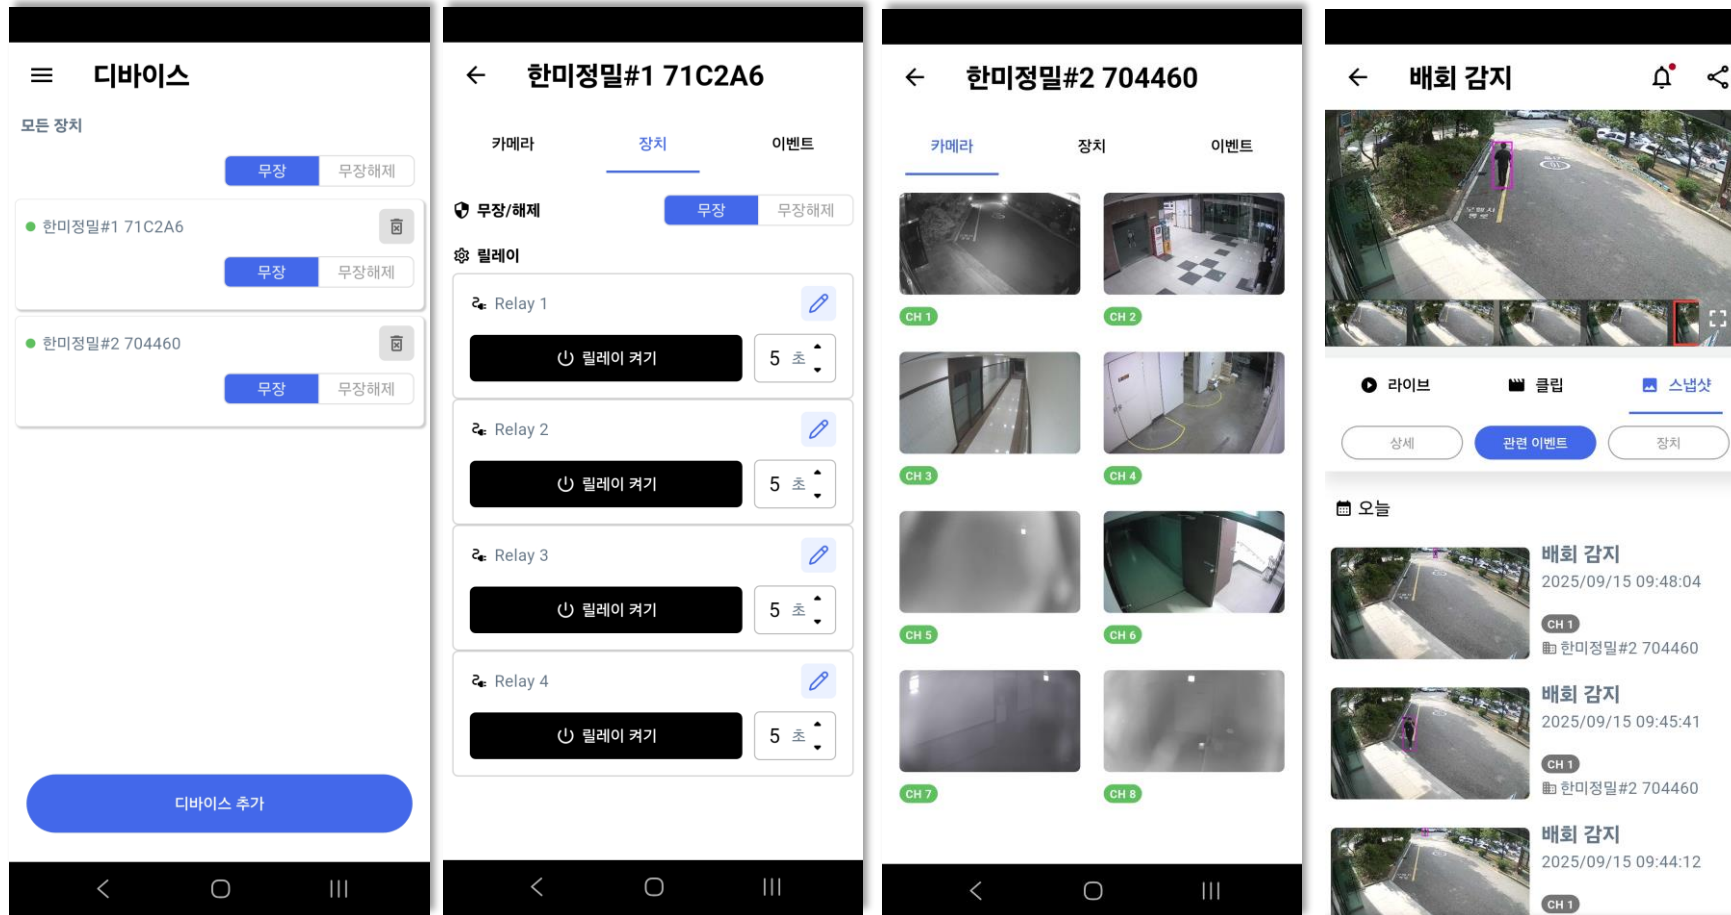 디바이스
모든 장치
무장 무장해제
한미정밀#1 71C2A6
무장 무장해제
한미정밀#2 704460
무장 무장해제
디바이스 추가
한미정밀#1 71C2A6
카메라 장치 이벤트
무장/해제 무장 무장해제
릴레이
Relay 1
릴레이 켜기 5 초
Relay 2
릴레이 켜기 5 초
Relay 3
릴레이 켜기 5 초
Relay 4
릴레이 켜기 5 초
한미정밀#2 704460
카메라 장치 이벤트
CH 1 CH 2
CH 3 CH 4
CH 5 CH 6
CH 7 CH 8
배회 감지
라이브 클립 스냅샷
상세 관련 이벤트 장치
오늘
배회 감지
2025/09/15 09:48:04
CH 1
한미정밀#2 704460
배회 감지
2025/09/15 09:45:41
CH 1
한미정밀#2 704460
배회 감지
2025/09/15 09:44:12
CH 1